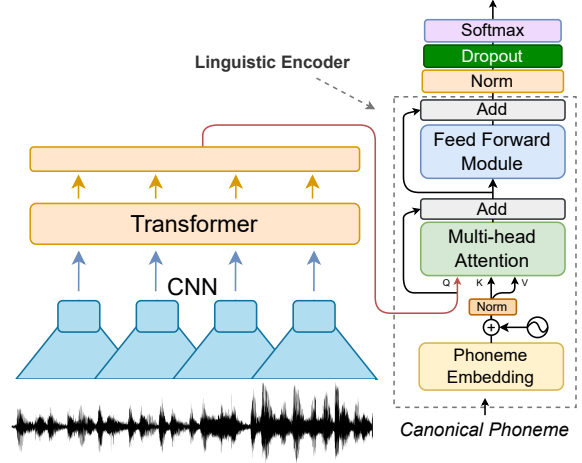 Softmax
Dropout
Norm
Linguistic Encoder
Add
Feed Forward
Module
Add
Multi-head
Attention
Q
K
V
Norm
Phoneme
Embedding
Canonical Phoneme
Transformer
CNN